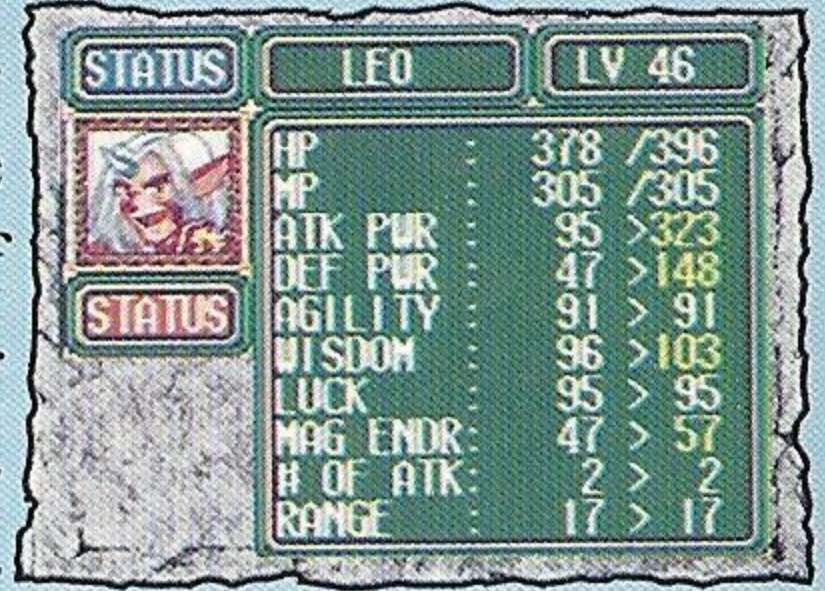 STATUS LEO LV 46
HP : 378 /396
MP : 305 /305
ATK PWR : 95 >323
DEF PWR : 47 >148
AGILITY : 91 > 91
WISDOM : 96 >103
LUCK : 95 > 95
MAG ENDR: 47 > 57
# OF ATK: 2 > 2
RANGE : 17 > 17
STATUS